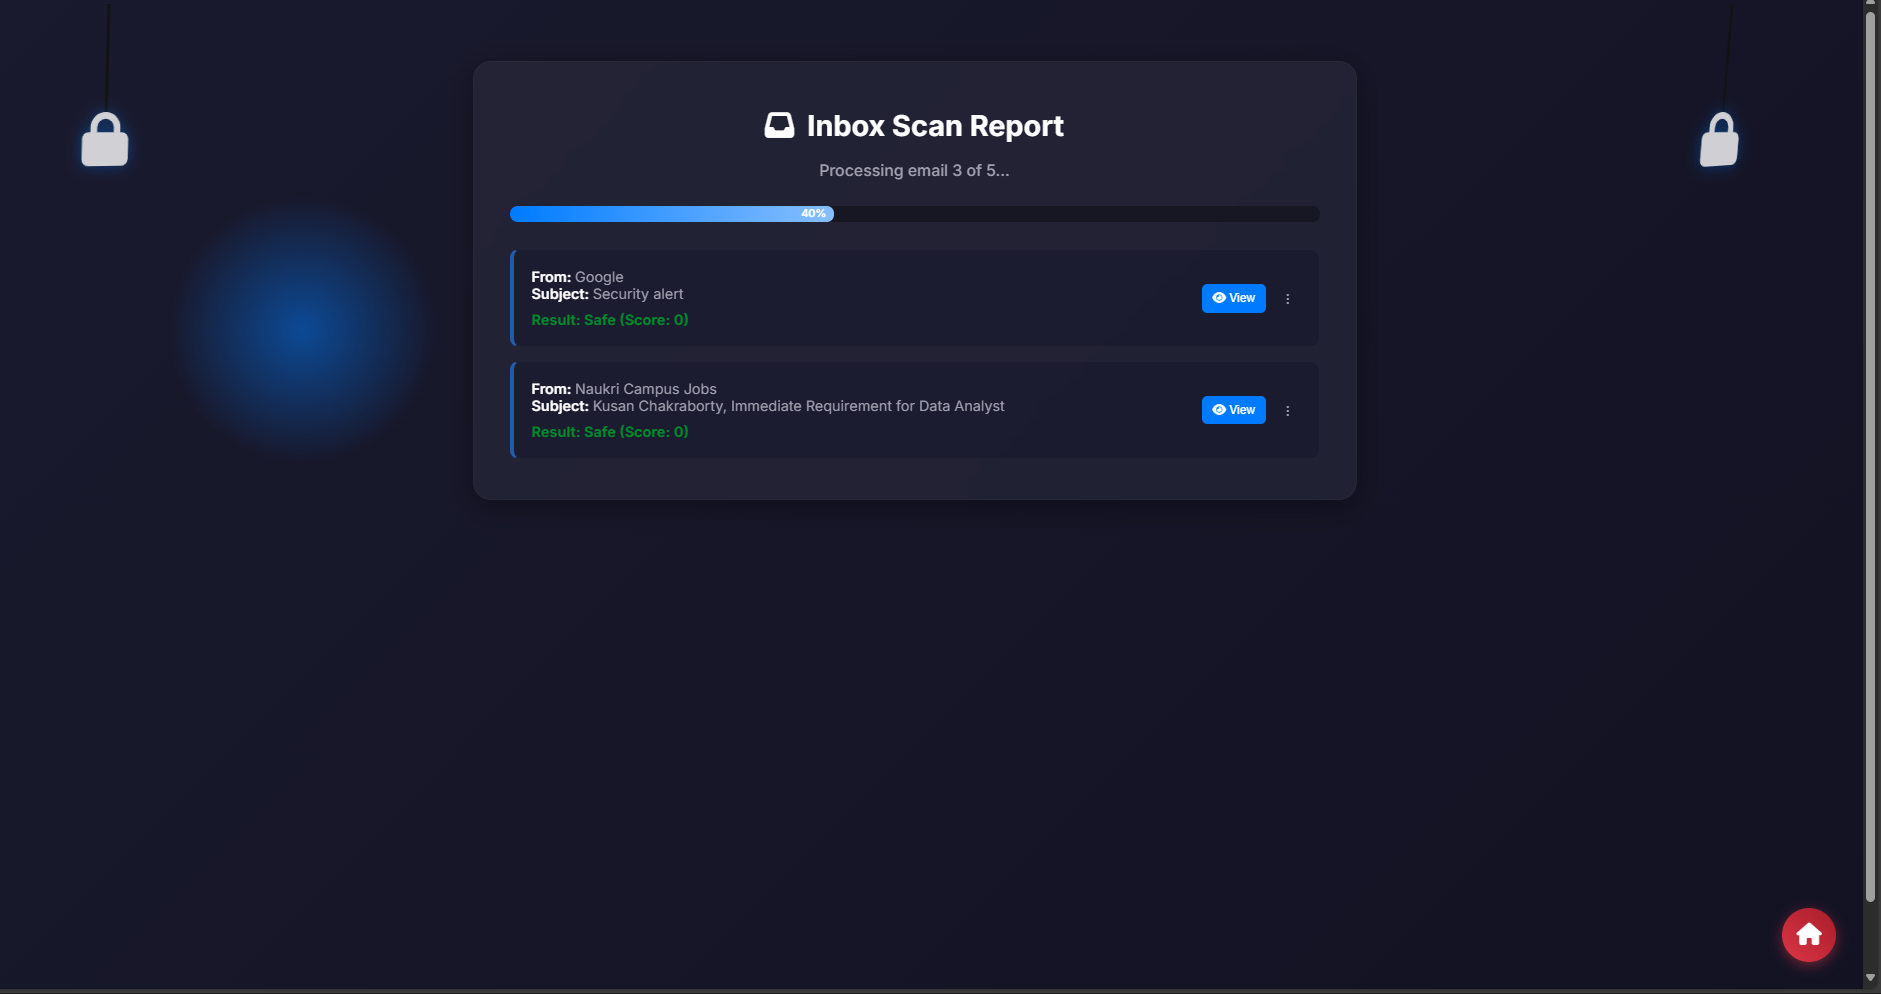 Inbox Scan Report
Processing email 3 of 5...
40%
From: Google
Subject: Security alert
Result: Safe (Score: 0)
View
From: Naukri Campus Jobs
Subject: Kusan Chakraborty, Immediate Requirement for Data Analyst
Result: Safe (Score: 0)
View